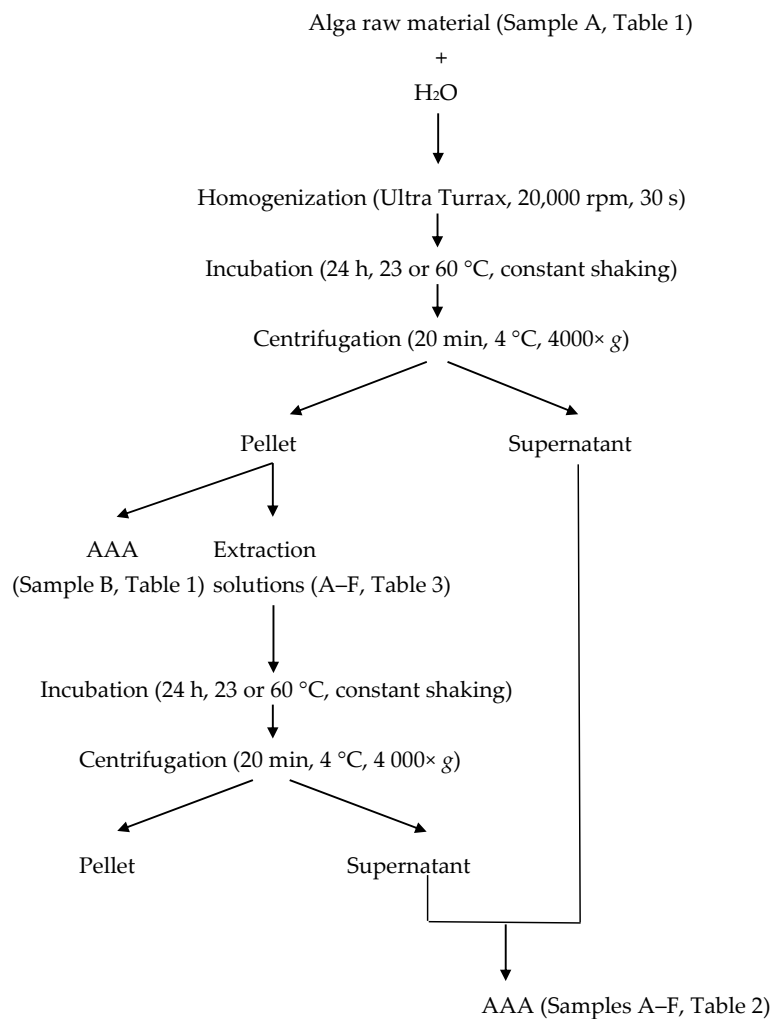 Alga raw material (Sample A, Table 1)
+
H₂O
Homogenization (Ultra Turrax, 20,000 rpm, 30 s)
Incubation (24 h, 23 or 60 °C, constant shaking)
Centrifugation (20 min, 4 °C, 4000× g)
Pellet
Supernatant
AAA
(Sample B, Table 1)
Extraction
solutions (A–F, Table 3)
Incubation (24 h, 23 or 60 °C, constant shaking)
Centrifugation (20 min, 4 °C, 4 000× g)
Pellet
Supernatant
AAA (Samples A–F, Table 2)